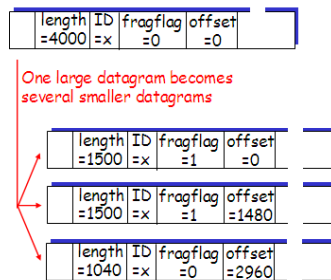 length ID fragflag offset
=4000 =x =0 =0
One large datagram becomes
several smaller datagrams
length ID fragflag offset
=1500 =x =1 =0
length ID fragflag offset
=1500 =x =1 =1480
length ID fragflag offset
=1040 =x =0 =2960